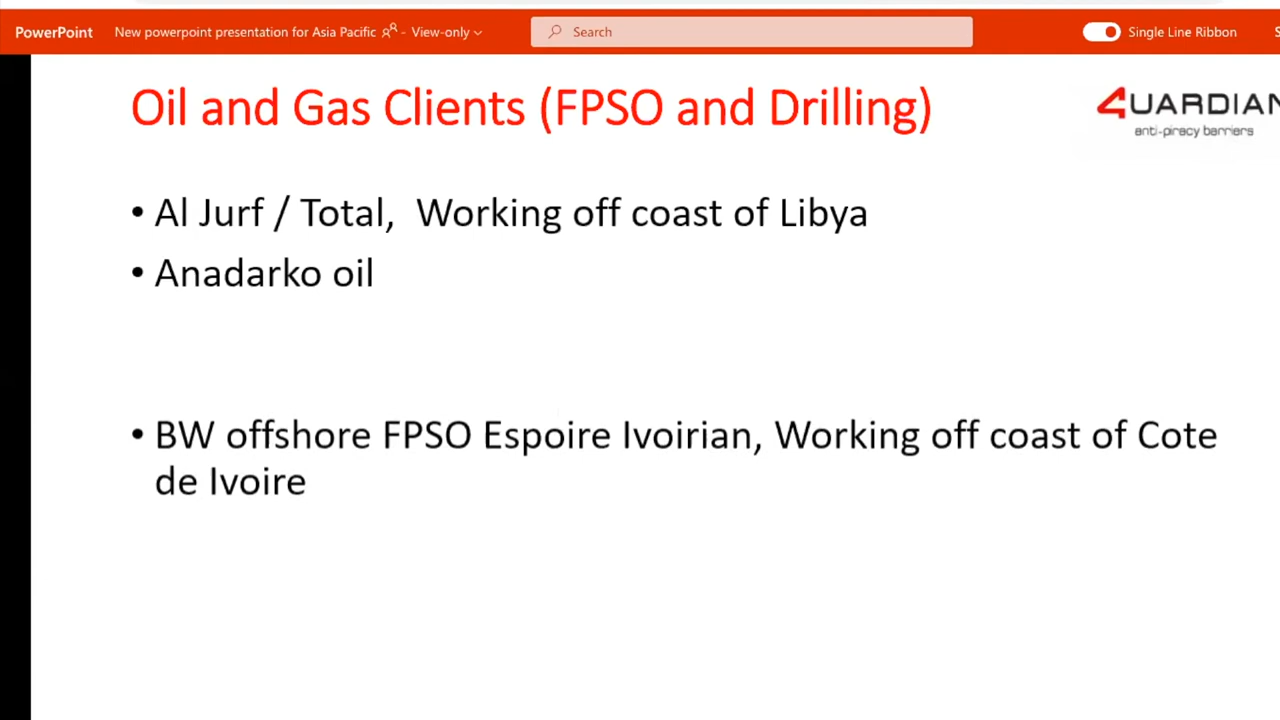 PowerPoint New powerpoint presentation for Asia Pacific - View-only Search Single Line Ribbon
Oil and Gas Clients (FPSO and Drilling)
4UARDIAN
anti-piracy barriers
• Al Jurf / Total, Working off coast of Libya
• Anadarko oil
• BW offshore FPSO Espoire Ivoirian, Working off coast of Cote
de Ivoire